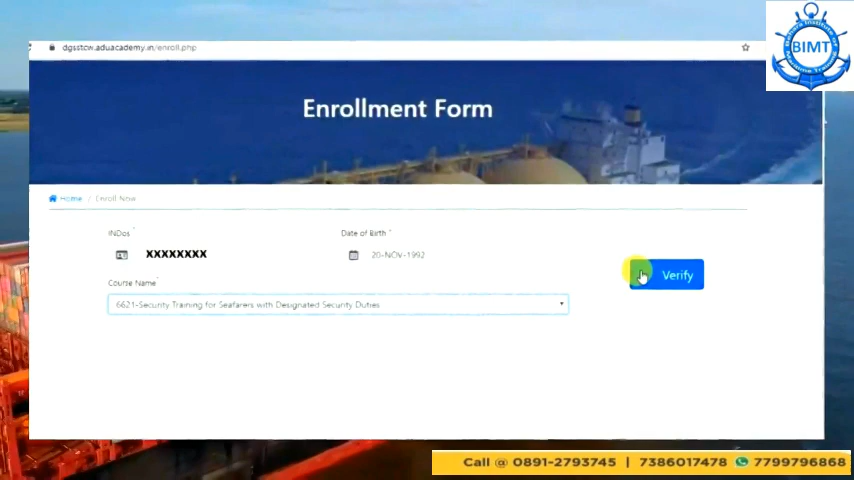 BIMT
dgsstcw.aduacademy.in/enroll.php
Enrollment Form
Home / Enroll Now
INDos *
Date of Birth *
XXXXXXXX
20-NOV-1992
Verify
Course Name *
6621-Security Training for Seafarers with Designated Security Duties
Call @ 0891-2793745 | 7386017478 7799796868